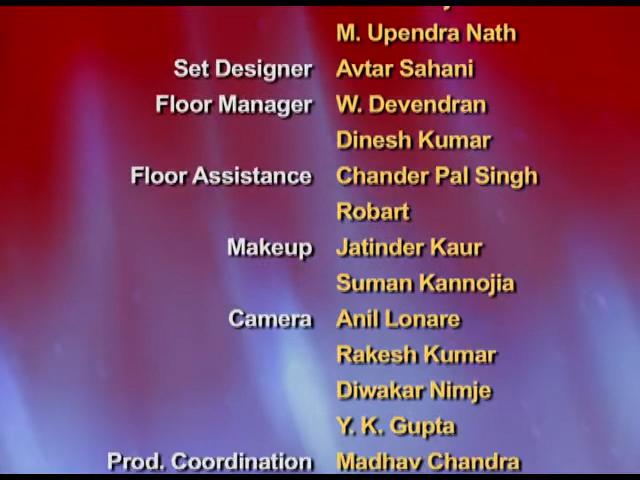 M. Upendra Nath
Set Designer Avtar Sahani
Floor Manager W. Devendran
Dinesh Kumar
Floor Assistance Chander Pal Singh
Robart
Makeup Jatinder Kaur
Suman Kannojia
Camera Anil Lonare
Rakesh Kumar
Diwakar Nimje
Y. K. Gupta
Prod. Coordination Madhav Chandra